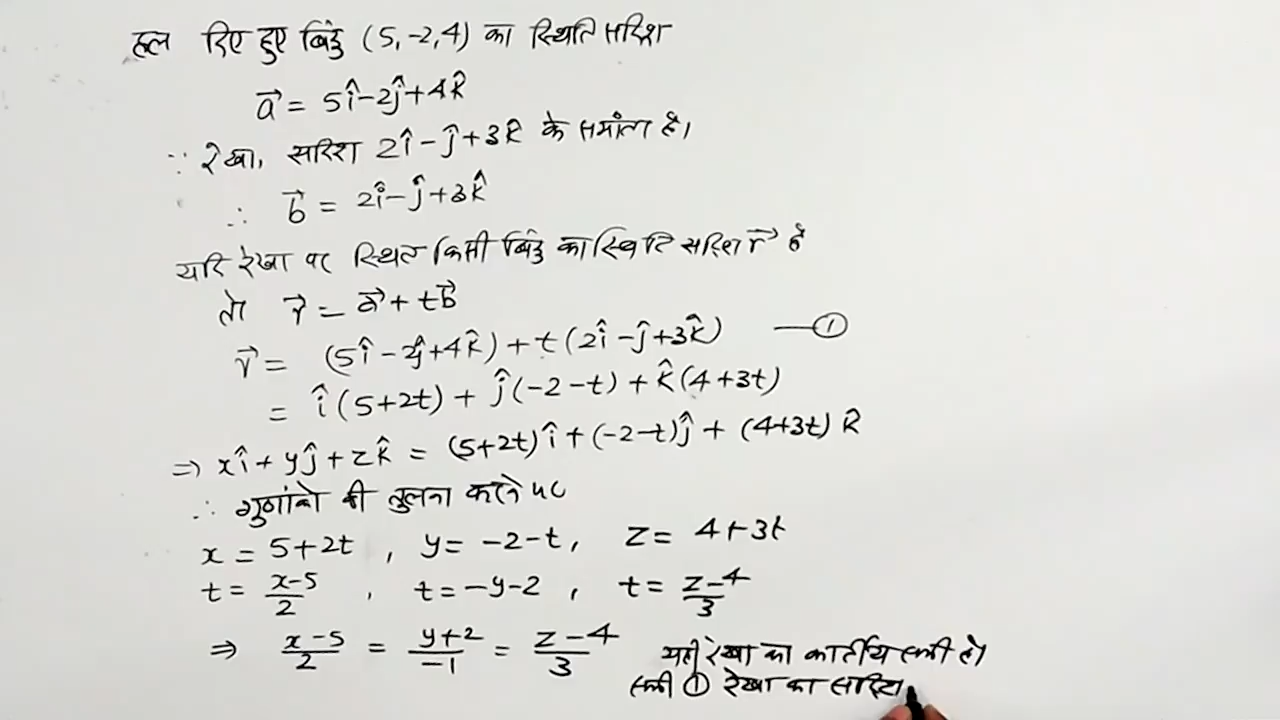 हल दिए हुए बिंदु (5,-2,4) का स्थिति सदिश
a⃗ = 5î-2ĵ+4k̂
∵ रेखा, सदिश 2î-ĵ+3k̂ के समांतर है।
∴ b⃗ = 2î-ĵ+3k̂
यदि रेखा पर स्थित किसी बिंदु का स्थिति सदिश r⃗ है
तो r⃗ = a⃗+tb⃗
r⃗ = (5î-2ĵ+4k̂)+t(2î-ĵ+3k̂) —①
= î(5+2t)+ĵ(-2-t)+k̂(4+3t)
⇒ xî+yĵ+zk̂ = (5+2t)î+(-2-t)ĵ+(4+3t)k̂
∴ गुणांको की तुलना करने पर
x = 5+2t , y = -2-t, z = 4+3t
t = (x-5)/2 , t = -y-2 , t = (z-4)/3
⇒ (x-5)/2 = (y+2)/-1 = (z-4)/3 यही रेखा का कार्तीय समी है।
समी ① रेखा का सदिश